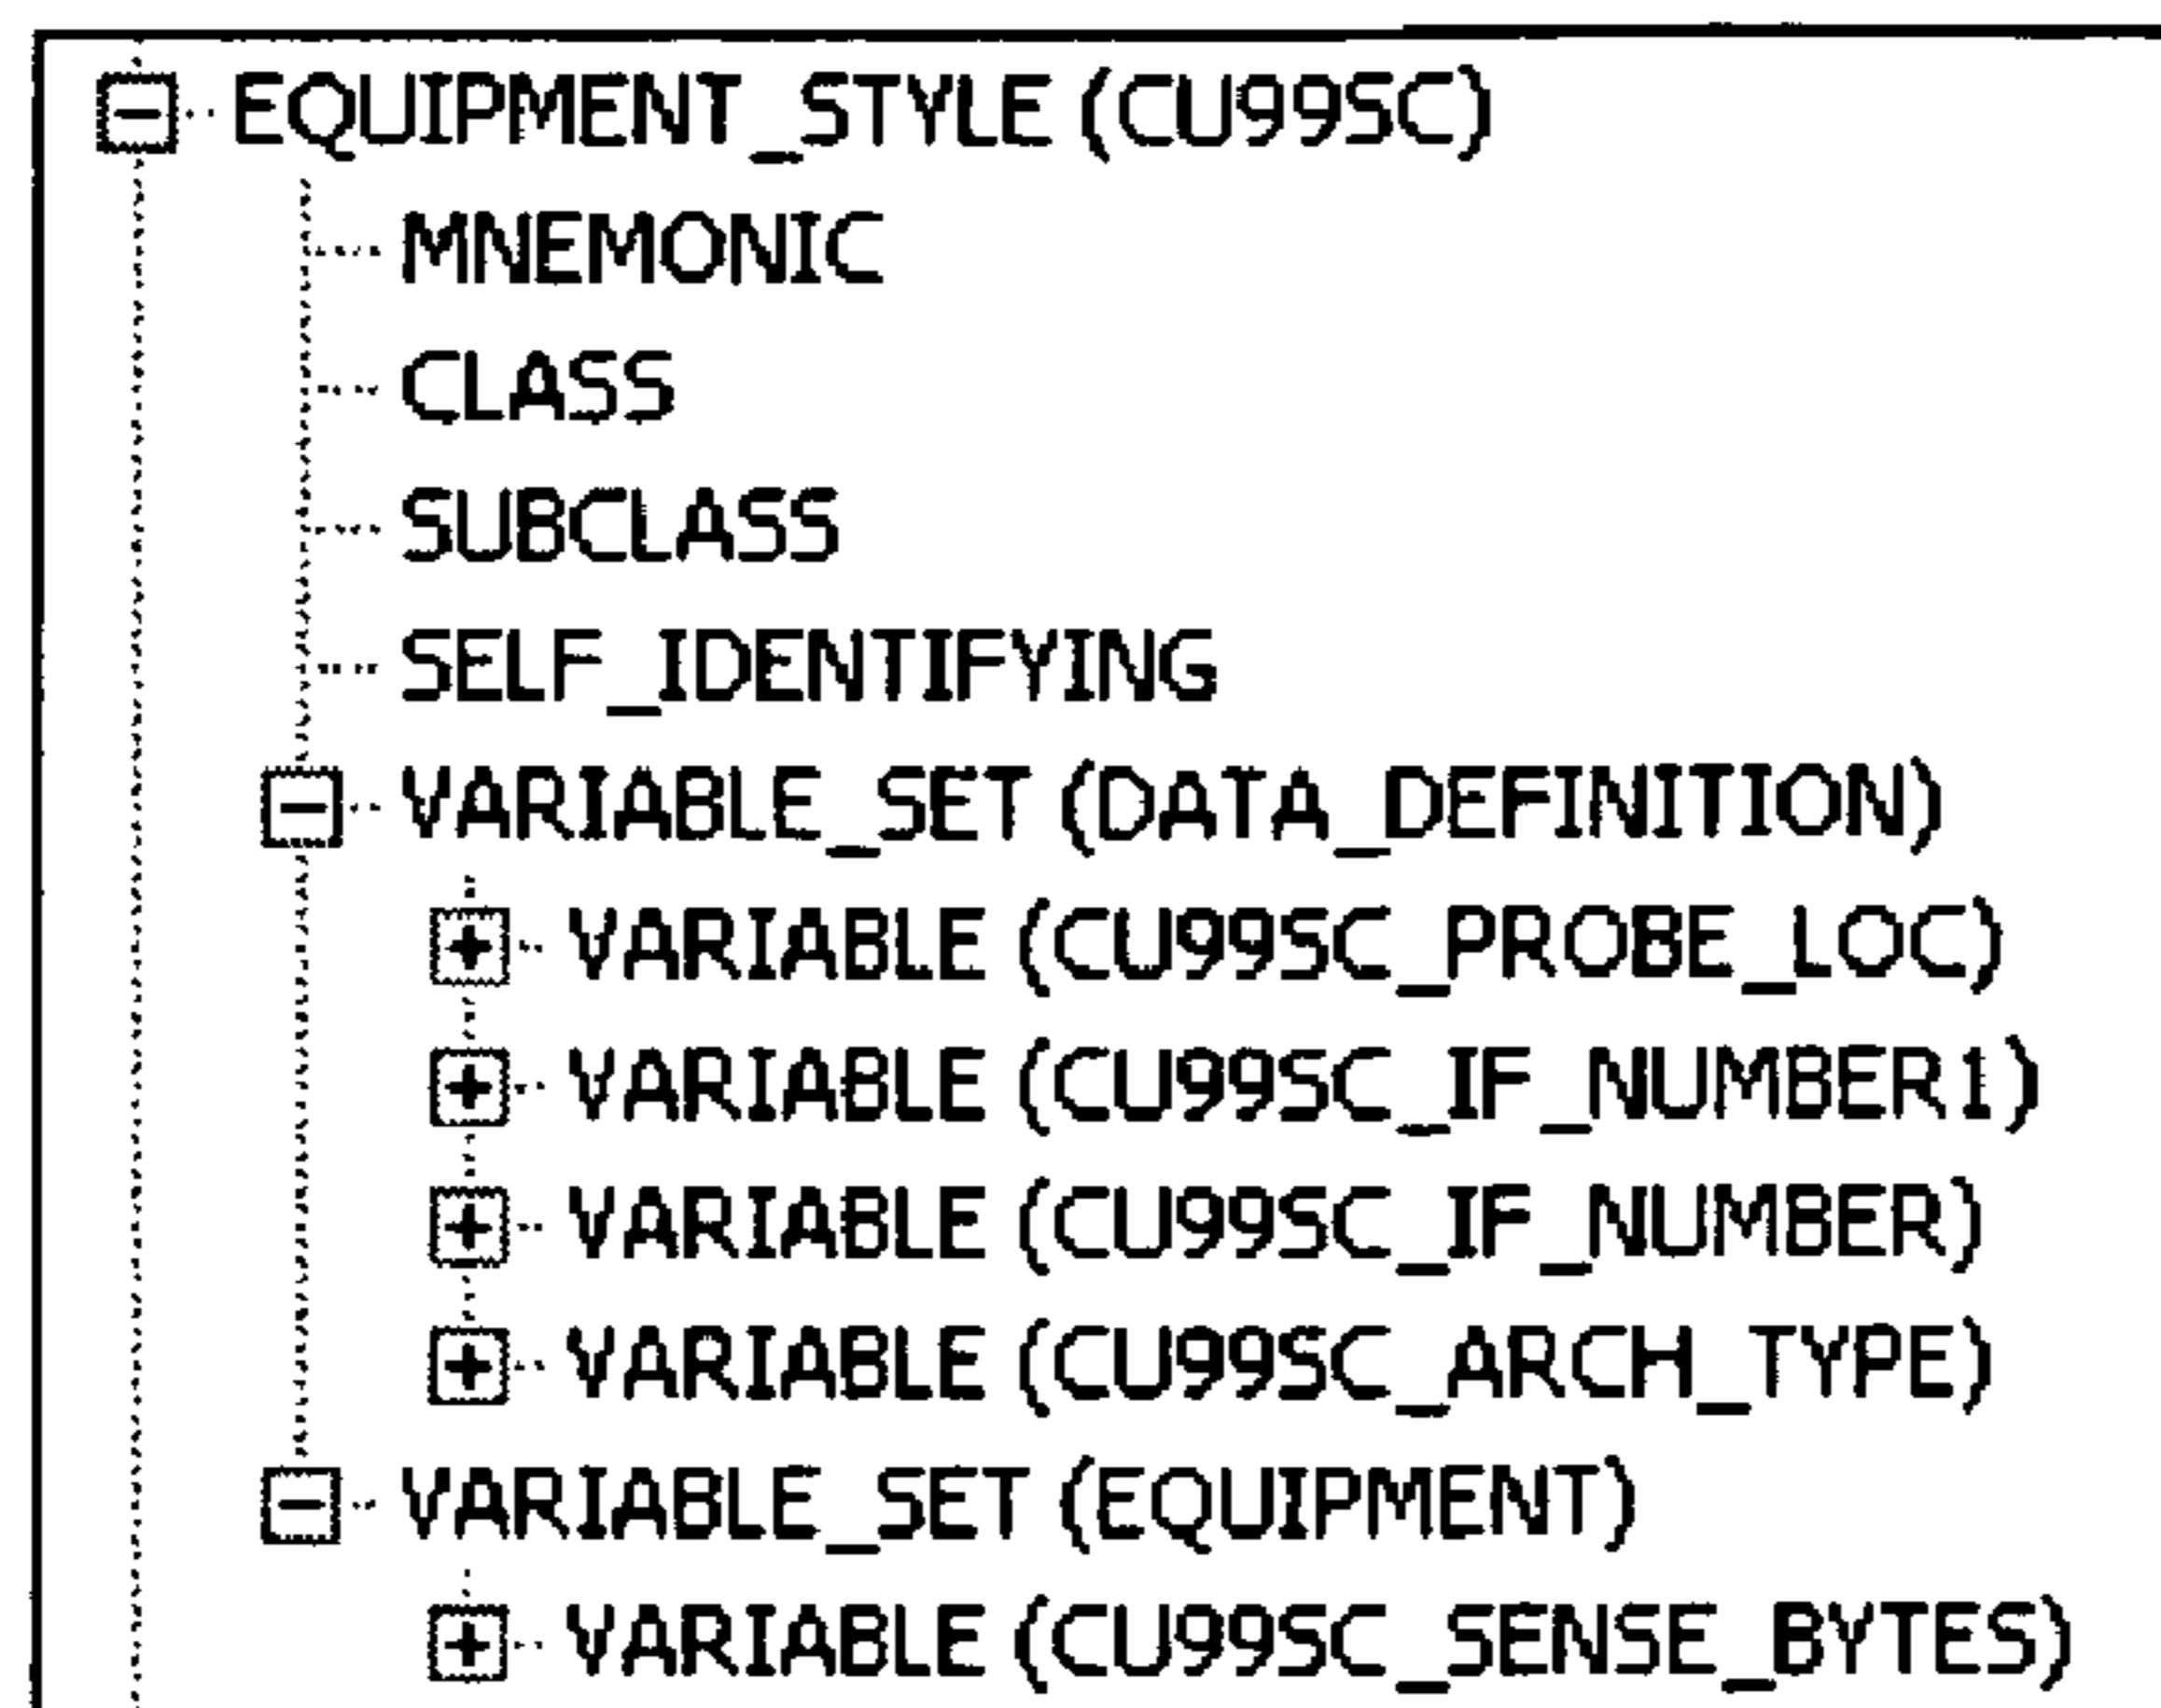 EQUIPMENT_STYLE (CU99SC)
MNEMONIC
CLASS
SUBCLASS
SELF_IDENTIFYING
VARIABLE_SET (DATA_DEFINITION)
VARIABLE (CU99SC_PROBE_LOC)
VARIABLE (CU99SC_IF_NUMBER1)
VARIABLE (CU99SC_IF_NUMBER)
VARIABLE (CU99SC_ARCH_TYPE)
VARIABLE_SET (EQUIPMENT)
VARIABLE (CU99SC_SENSE_BYTES)